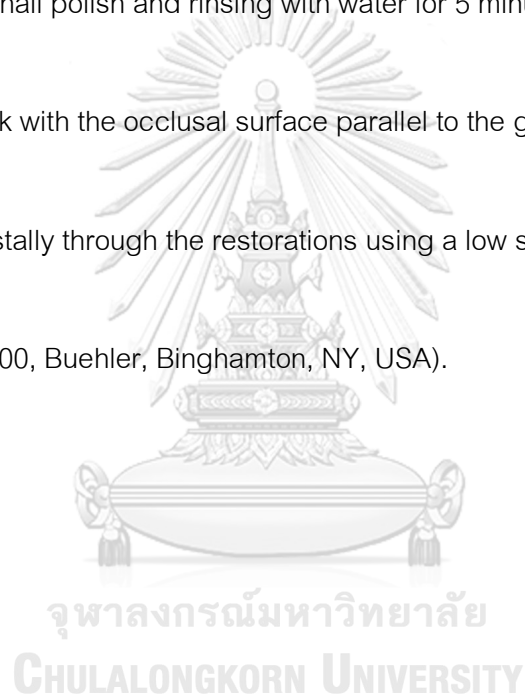 nail polish and rinsing with water for 5 min
k with the occlusal surface parallel to the g
stally through the restorations using a low s
00, Buehler, Binghamton, NY, USA).
จุฬาลงกรณ์มหาวิทยาลัย
CHULALONGKORN UNIVERSITY